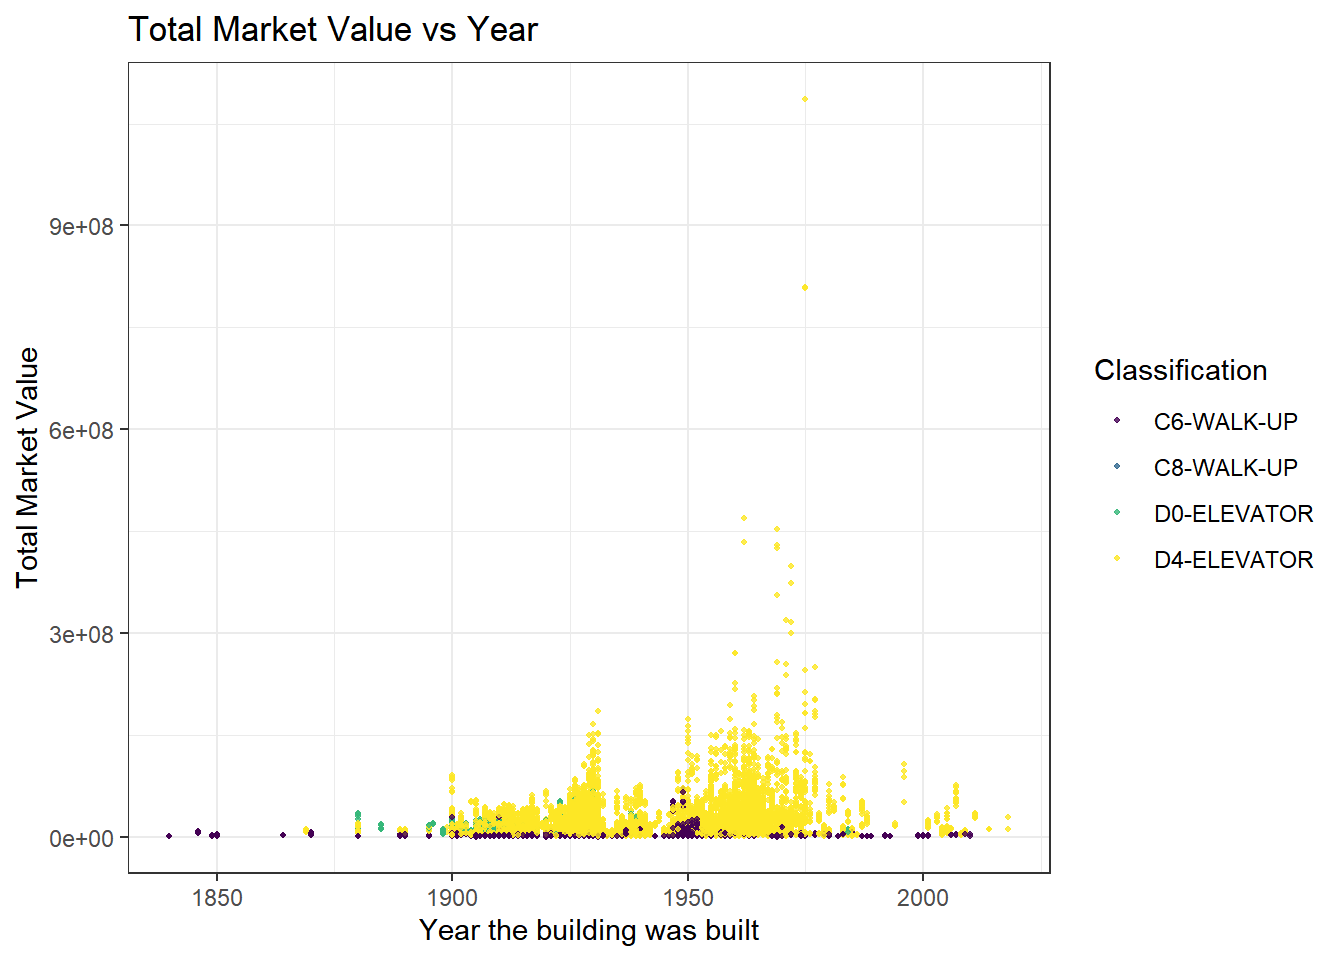 Total Market Value vs Year
Total Market Value
9e+08
6e+08
3e+08
0e+00
1850 1900 1950 2000
Year the building was built
Classification
C6-WALK-UP
C8-WALK-UP
D0-ELEVATOR
D4-ELEVATOR